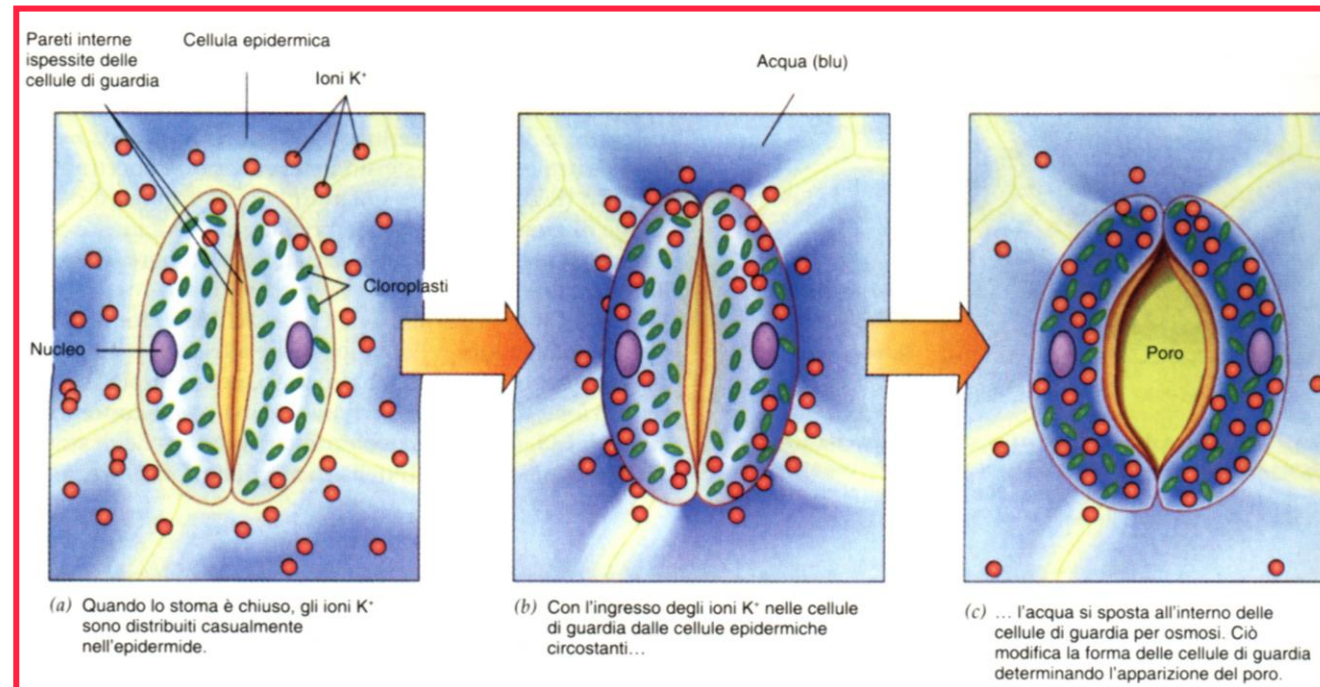 Pareti interne
ispessite delle
cellule di guardia
Cellula epidermica
Ioni K⁺
Acqua (blu)
Cloroplasti
Nucleo
Poro
(a) Quando lo stoma è chiuso, gli ioni K⁺
sono distribuiti casualmente
nell'epidermide.
(b) Con l'ingresso degli ioni K⁺ nelle cellule
di guardia dalle cellule epidermiche
circostanti…
(c) … l'acqua si sposta all'interno delle
cellule di guardia per osmosi. Ciò
modifica la forma delle cellule di guardia
determinando l'apparizione del poro.